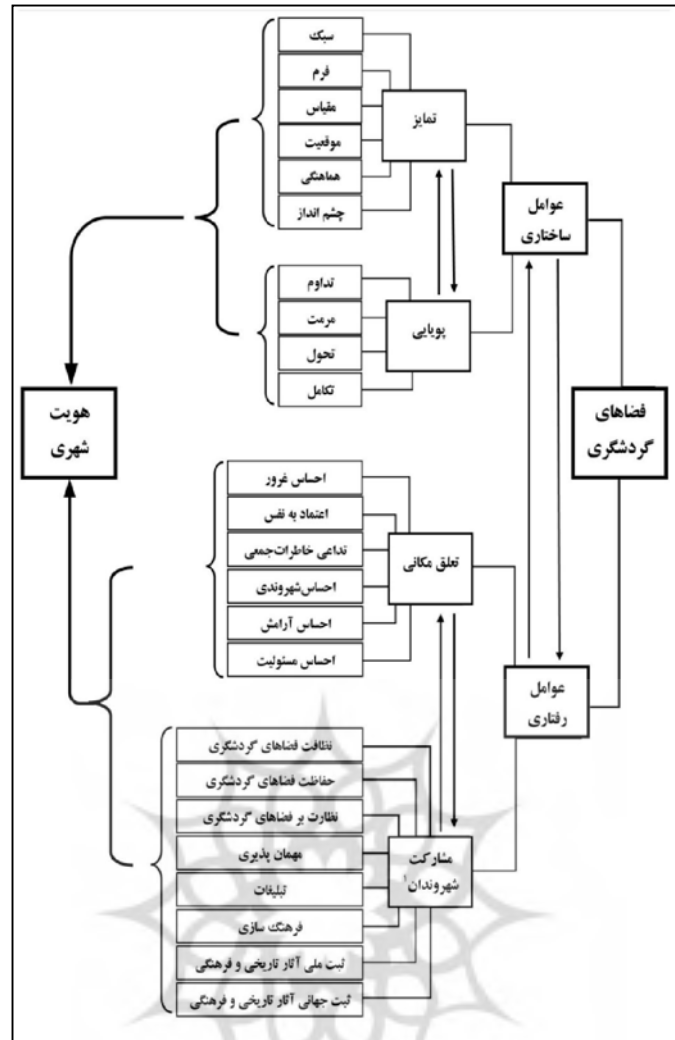 فضاهای
گردشگری
عوامل
ساختاری
تمایز
سبک
فرم
مقیاس
موقعیت
هماهنگی
چشم انداز
پویایی
تداوم
مرمت
تحول
تکامل
عوامل
رفتاری
تعلق مکانی
احساس غرور
اعتماد به نفس
تداعی خاطرات‌جمعی
احساس‌شهروندی
احساس آرامش
احساس مسئولیت
مشارکت
شهروندان¹
نظافت فضاهای گردشگری
حفاظت فضاهای گردشگری
نظارت بر فضاهای گردشگری
مهمان پذیری
تبلیغات
فرهنگ سازی
ثبت ملی آثار تاریخی و فرهنگی
ثبت جهانی آثار تاریخی و فرهنگی
هویت
شهری